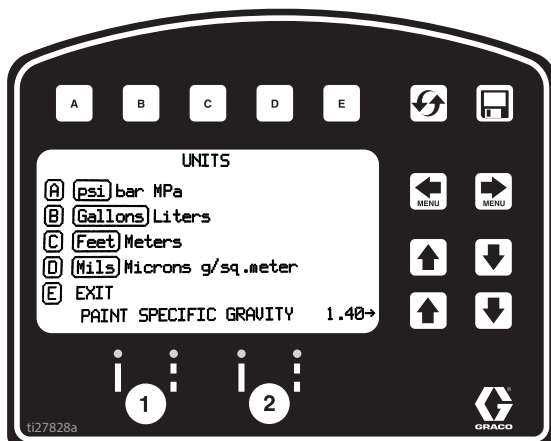 A B C D E
UNITS
A psi bar MPa
MENU MENU
B Gallons Liters
C Feet Meters
D Mils Microns g/sq.meter
E EXIT
PAINT SPECIFIC GRAVITY 1.40→
1 2
ti27828a
G
GRACO